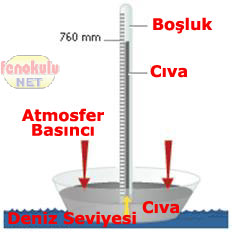 Boşluk
760 mm
fenokulu
NET
Cıva
Atmosfer
Basıncı
Cıva
Deniz Seviyesi